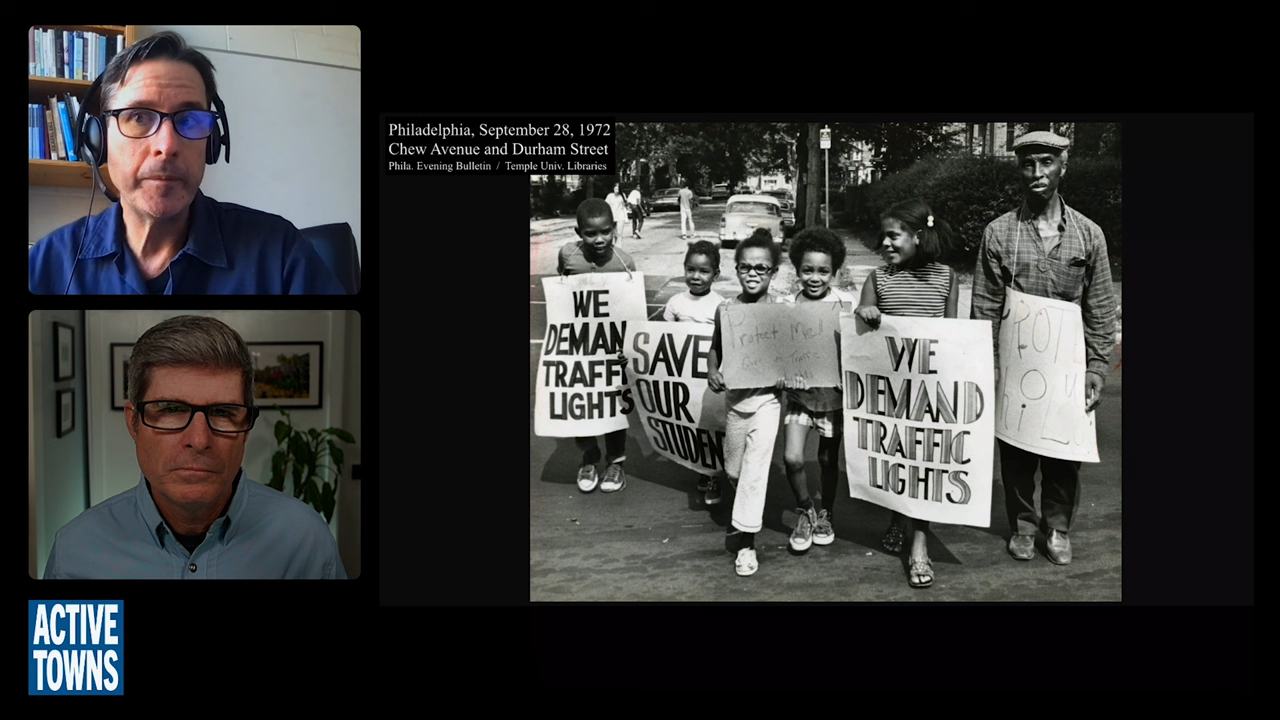 Philadelphia, September 28, 1972
Chew Avenue and Durham Street
Phila. Evening Bulletin / Temple Univ. Libraries
WE
DEMAN
TRAFFI
LIGHTS
SAVE
OUR
STUDEN
Protect Me!!
WE
DEMAND
TRAFFIC
LIGHTS
ACTIVE
TOWNS